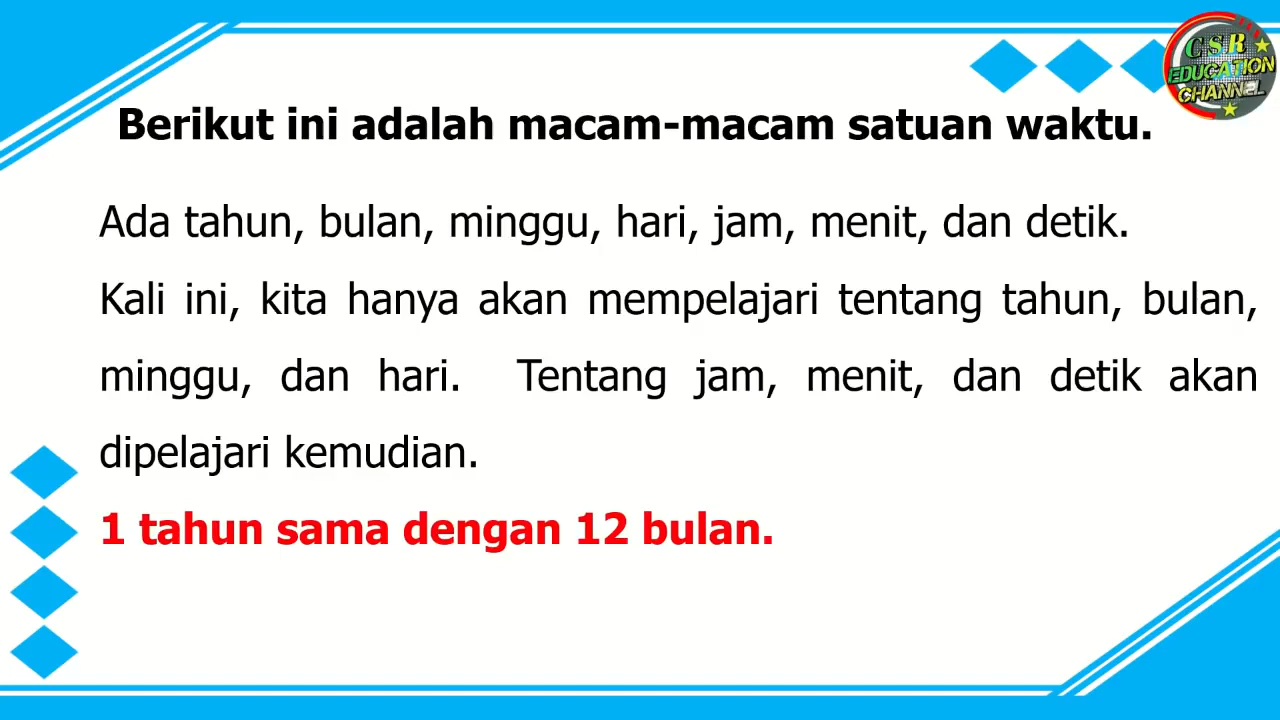 CSR
EDUCATION
CHANNEL
Berikut ini adalah macam-macam satuan waktu.
Ada tahun, bulan, minggu, hari, jam, menit, dan detik.
Kali ini, kita hanya akan mempelajari tentang tahun, bulan,
minggu, dan hari. Tentang jam, menit, dan detik akan
dipelajari kemudian.
1 tahun sama dengan 12 bulan.